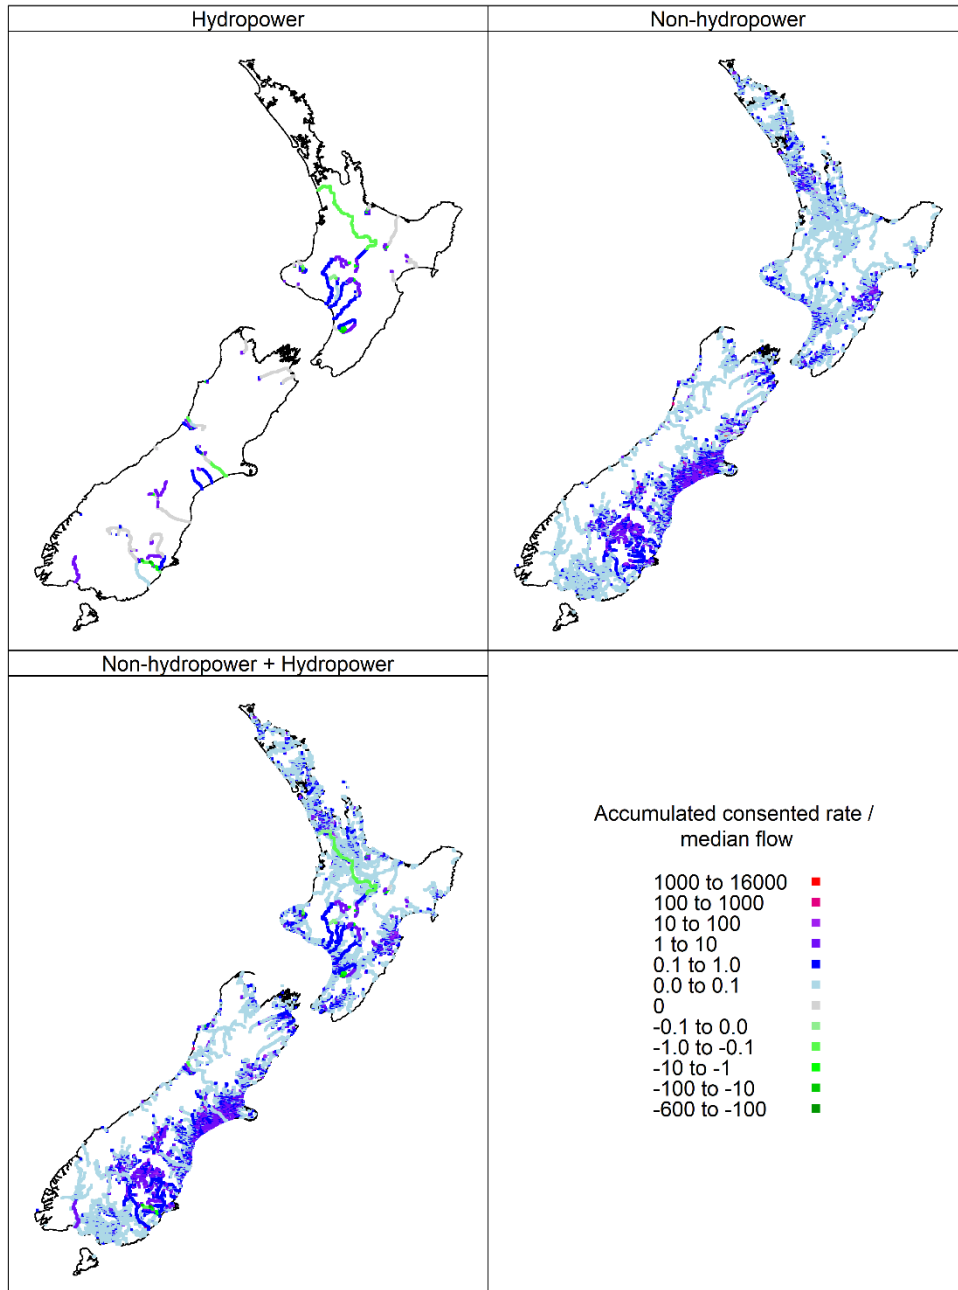 Hydropower
Non-hydropower
Non-hydropower + Hydropower
Accumulated consented rate /
median flow
1000 to 16000
100 to 1000
10 to 100
1 to 10
0.1 to 1.0
0.0 to 0.1
0
-0.1 to 0.0
-1.0 to -0.1
-10 to -1
-100 to -10
-600 to -100